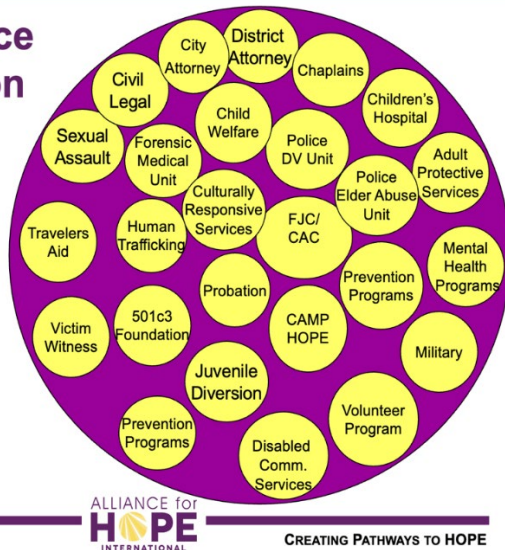 ce
on
City
Attorney
District
Attorney
Chaplains
Civil
Legal
Children's
Hospital
Child
Welfare
Sexual
Assault
Forensic
Medical
Unit
Police
DV Unit
Adult
Protective
Services
Police
Elder Abuse
Unit
Culturally
Responsive
Services
FJC/
CAC
Travelers
Aid
Human
Trafficking
Mental
Health
Programs
Probation
Prevention
Programs
Victim
Witness
501c3
Foundation
CAMP
HOPE
Military
Juvenile
Diversion
Volunteer
Program
Prevention
Programs
Disabled
Comm.
Services
ALLIANCE for
HOPE
INTERNATIONAL
CREATING PATHWAYS TO HOPE